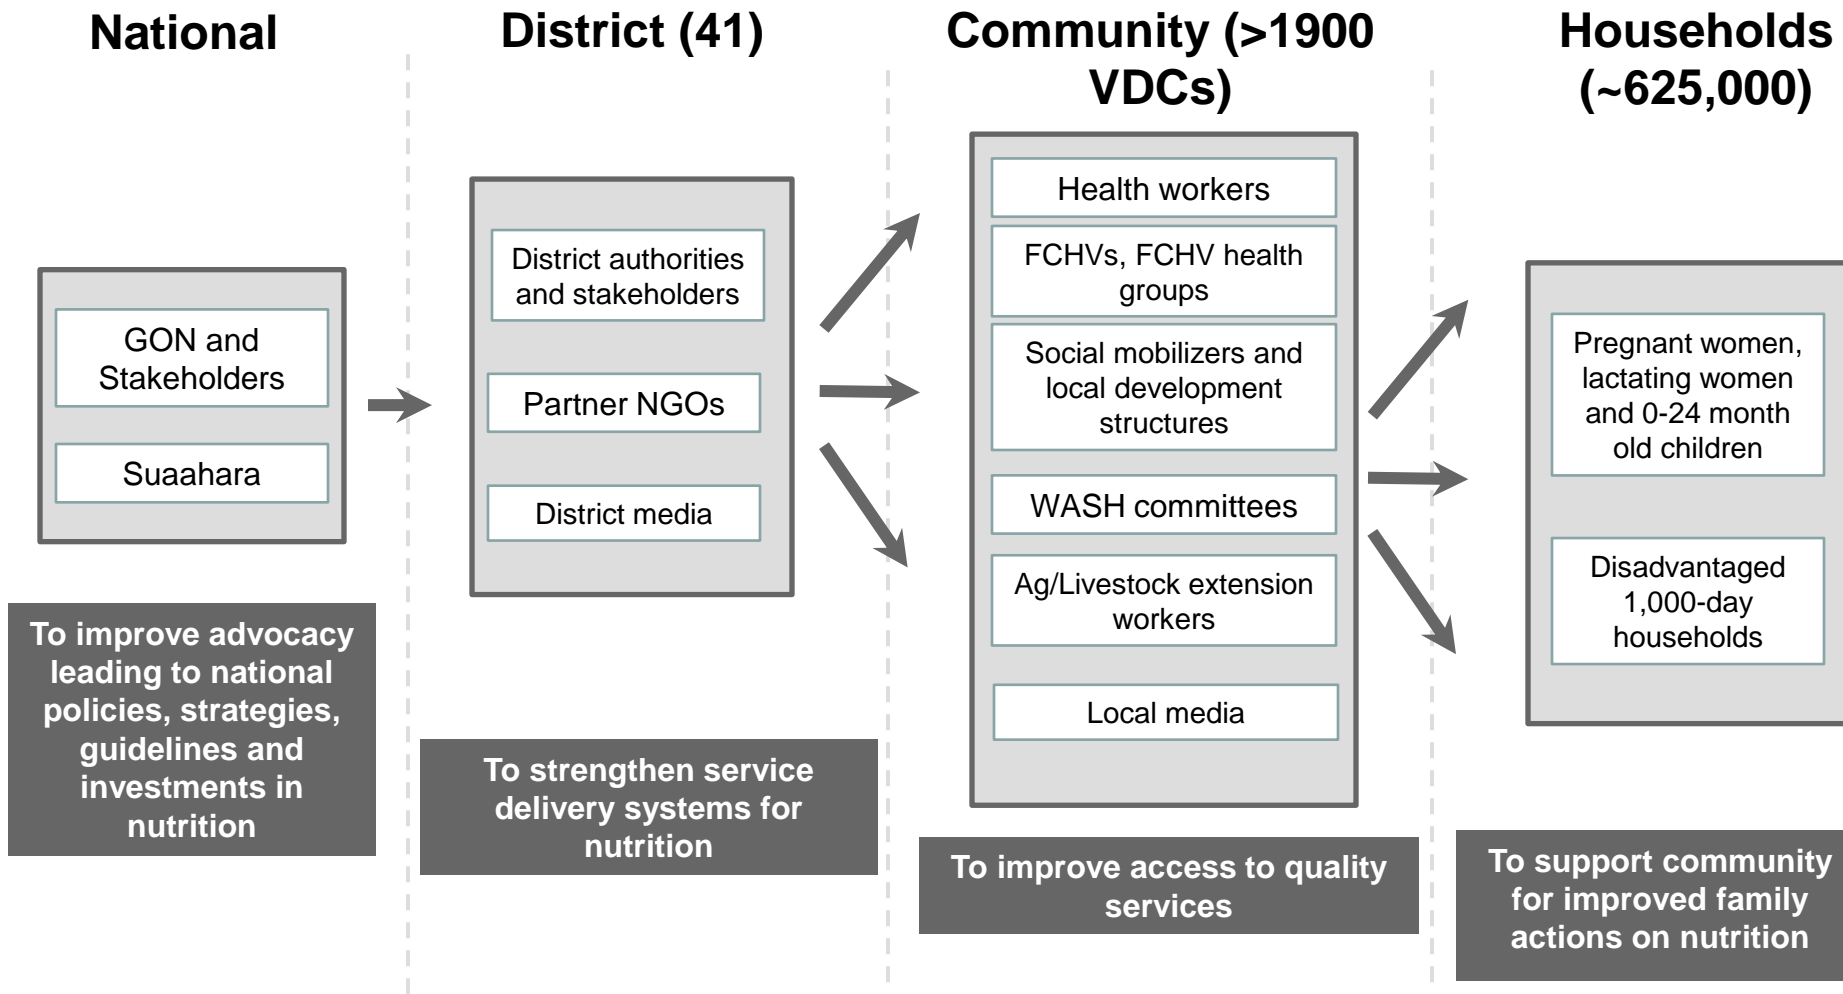 National
District (41)
Community (>1900
VDCs)
Households
(~625,000)
GON and
Stakeholders
Suaahara
To improve advocacy
leading to national
policies, strategies,
guidelines and
investments in
nutrition
District authorities
and stakeholders
Partner NGOs
District media
To strengthen service
delivery systems for
nutrition
Health workers
FCHVs, FCHV health
groups
Social mobilizers and
local development
structures
WASH committees
Ag/Livestock extension
workers
Local media
To improve access to quality
services
Pregnant women,
lactating women
and 0-24 month
old children
Disadvantaged
1,000-day
households
To support community
for improved family
actions on nutrition